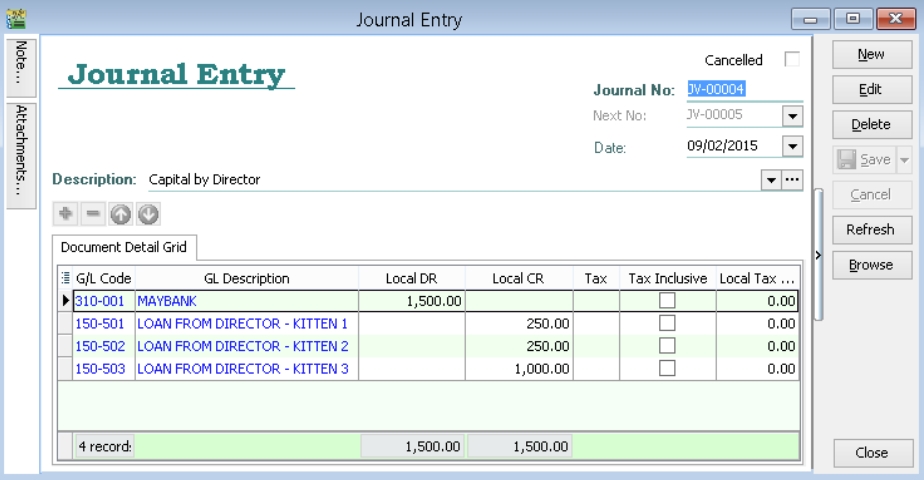 Journal Entry
Note...
Attachments...
Journal Entry
Cancelled
Journal No: JV-00004
Next No: JV-00005
Date: 09/02/2015
Description: Capital by Director
Document Detail Grid
G/L Code GL Description Local DR Local CR Tax Tax Inclusive Local Tax ...
310-001 MAYBANK 1,500.00 0.00
150-501 LOAN FROM DIRECTOR - KITTEN 1 250.00 0.00
150-502 LOAN FROM DIRECTOR - KITTEN 2 250.00 0.00
150-503 LOAN FROM DIRECTOR - KITTEN 3 1,000.00 0.00
4 records 1,500.00 1,500.00
New
Edit
Delete
Save
Cancel
Refresh
Browse
Close